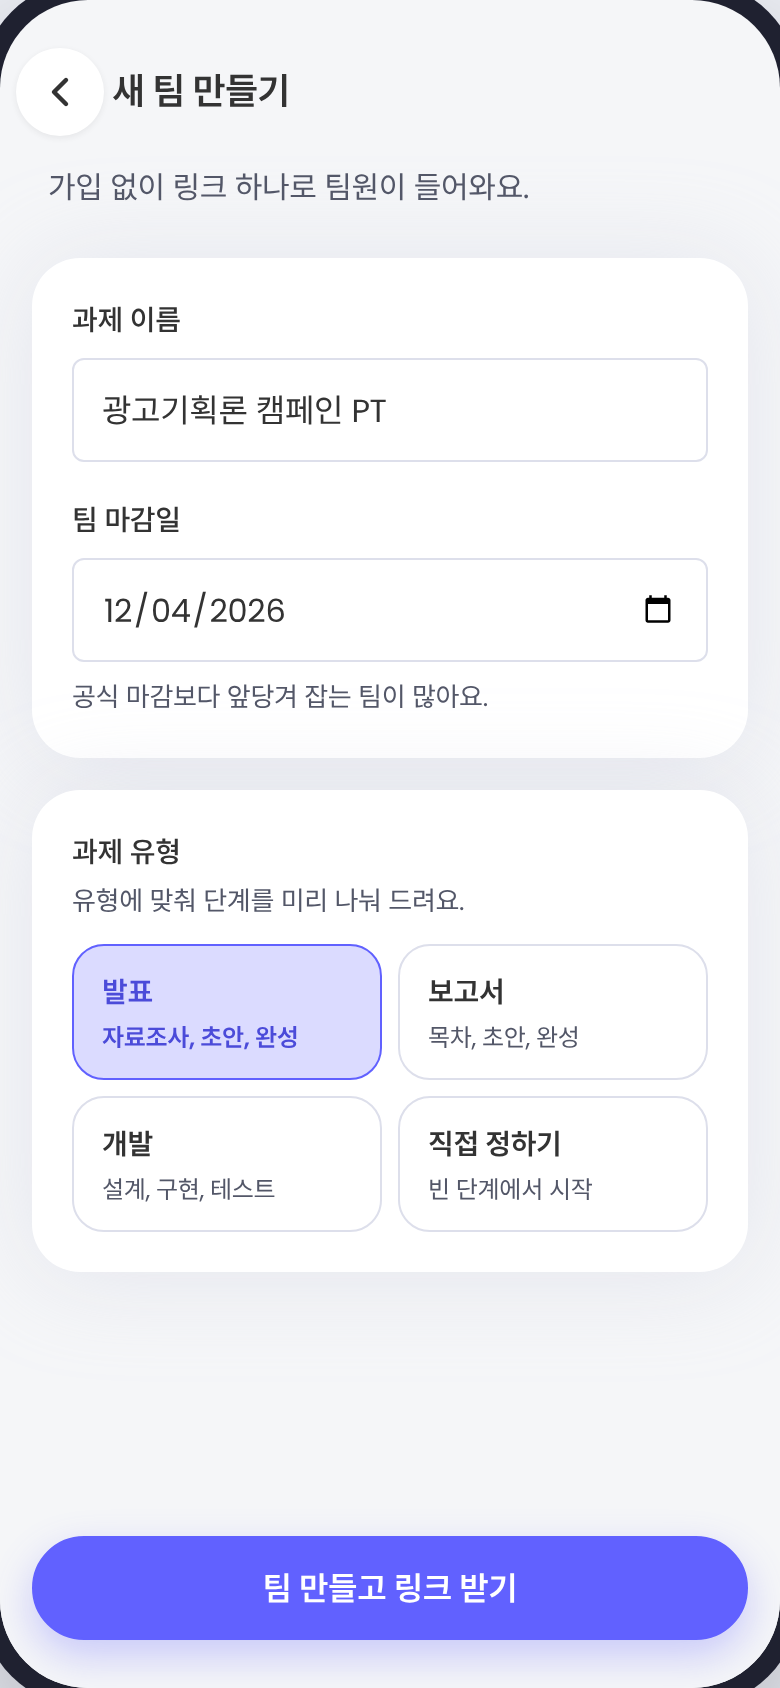 새 팀 만들기
가입 없이 링크 하나로 팀원이 들어와요.
과제 이름
광고기획론 캠페인 PT
팀 마감일
12/04/2026
공식 마감보다 앞당겨 잡는 팀이 많아요.
과제 유형
유형에 맞춰 단계를 미리 나눠 드려요.
발표
자료조사, 초안, 완성
보고서
목차, 초안, 완성
개발
설계, 구현, 테스트
직접 정하기
빈 단계에서 시작
팀 만들고 링크 받기